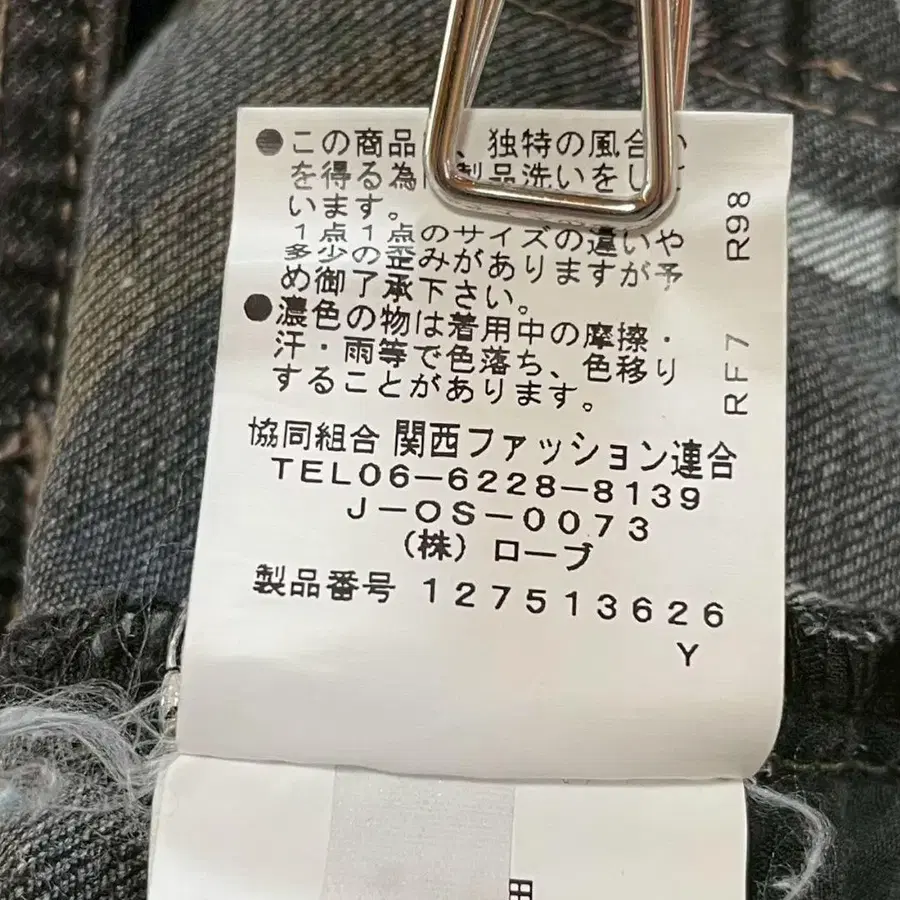 ●この商品、独特の風合い
を得る為製品洗いをして
います。
1点1点のサイズの違いや
多少の歪みがありますが予
め御了承下さい。
●濃色の物は着用中の摩擦・
汗・雨等で色落ち、色移り
することがあります。
協同組合 関西ファッション連合
TEL06-6228-8139
J-OS-0073
(株) ローブ
製品番号 127513626
Y
RF7 R98